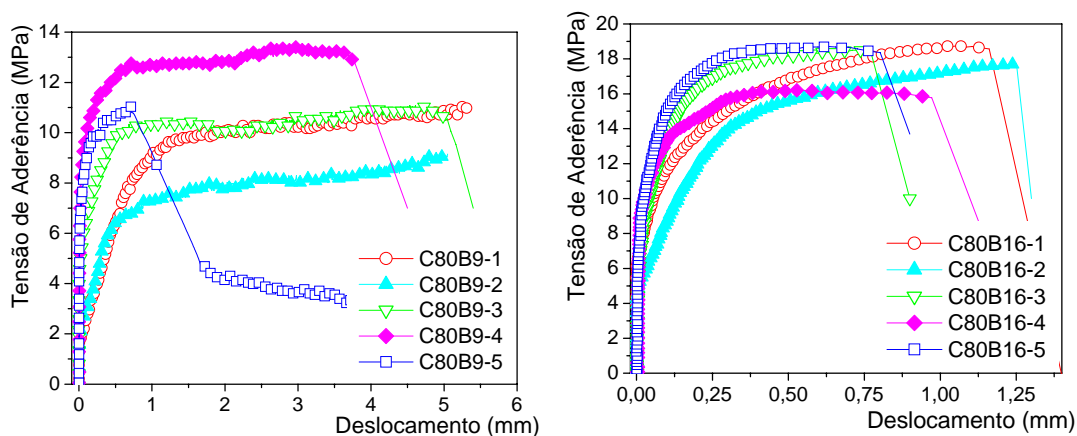 Tensão de Aderência (MPa)
14
12
10
8
6
4
2
0
0
1
2
3
4
5
6
Deslocamento (mm)
C80B9-1
C80B9-2
C80B9-3
C80B9-4
C80B9-5
Tensão de Aderência (MPa)
20
18
16
14
12
10
8
6
4
2
0
0,00
0,25
0,50
0,75
1,00
1,25
Deslocamento (mm)
C80B16-1
C80B16-2
C80B16-3
C80B16-4
C80B16-5